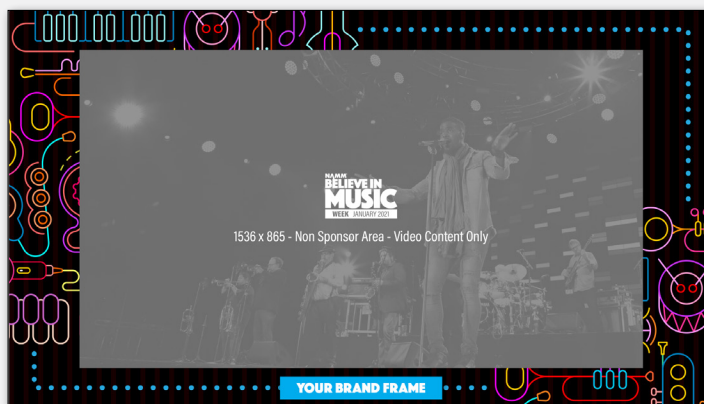 NAMM
BELIEVE IN
MUSIC
WEEK JANUARY 2021
1536 x 865 - Non Sponsor Area - Video Content Only
YOUR BRAND FRAME